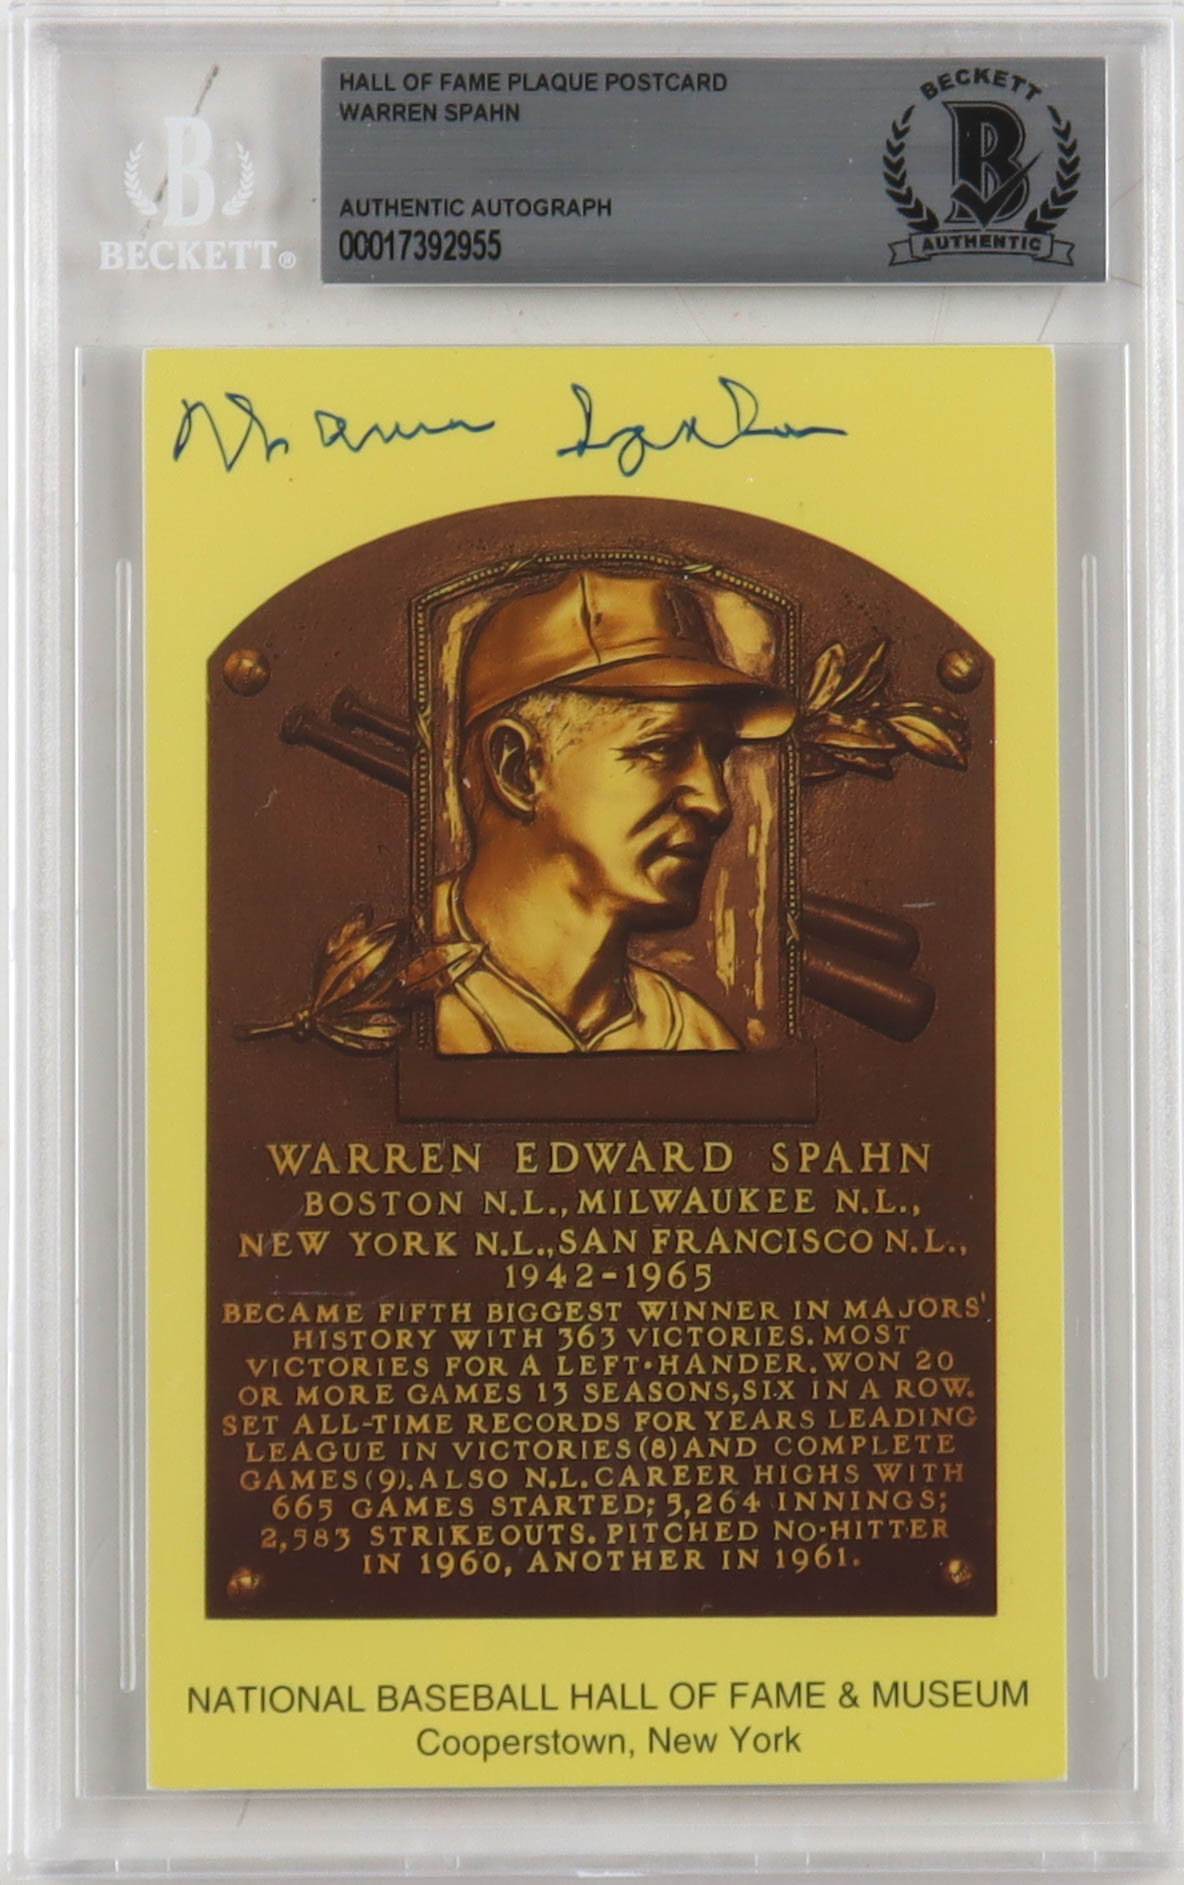 HALL OF FAME PLAQUE POSTCARD
WARREN SPAHN
AUTHENTIC AUTOGRAPH
00017392955
BECKETT
B
AUTHENTIC
B
BECKETT®
Warren Spahn
WARREN EDWARD SPAHN
BOSTON N.L., MILWAUKEE N.L.,
NEW YORK N.L., SAN FRANCISCO N.L.,
1942-1965
BECAME FIFTH BIGGEST WINNER IN MAJORS'
HISTORY WITH 363 VICTORIES. MOST
VICTORIES FOR A LEFT-HANDER. WON 20
OR MORE GAMES 13 SEASONS, SIX IN A ROW.
SET ALL-TIME RECORDS FOR YEARS LEADING
LEAGUE IN VICTORIES (8) AND COMPLETE
GAMES (9). ALSO N.L. CAREER HIGHS WITH
665 GAMES STARTED; 5,264 INNINGS;
2,583 STRIKEOUTS. PITCHED NO-HITTER
IN 1960, ANOTHER IN 1961.
NATIONAL BASEBALL HALL OF FAME & MUSEUM
Cooperstown, New York